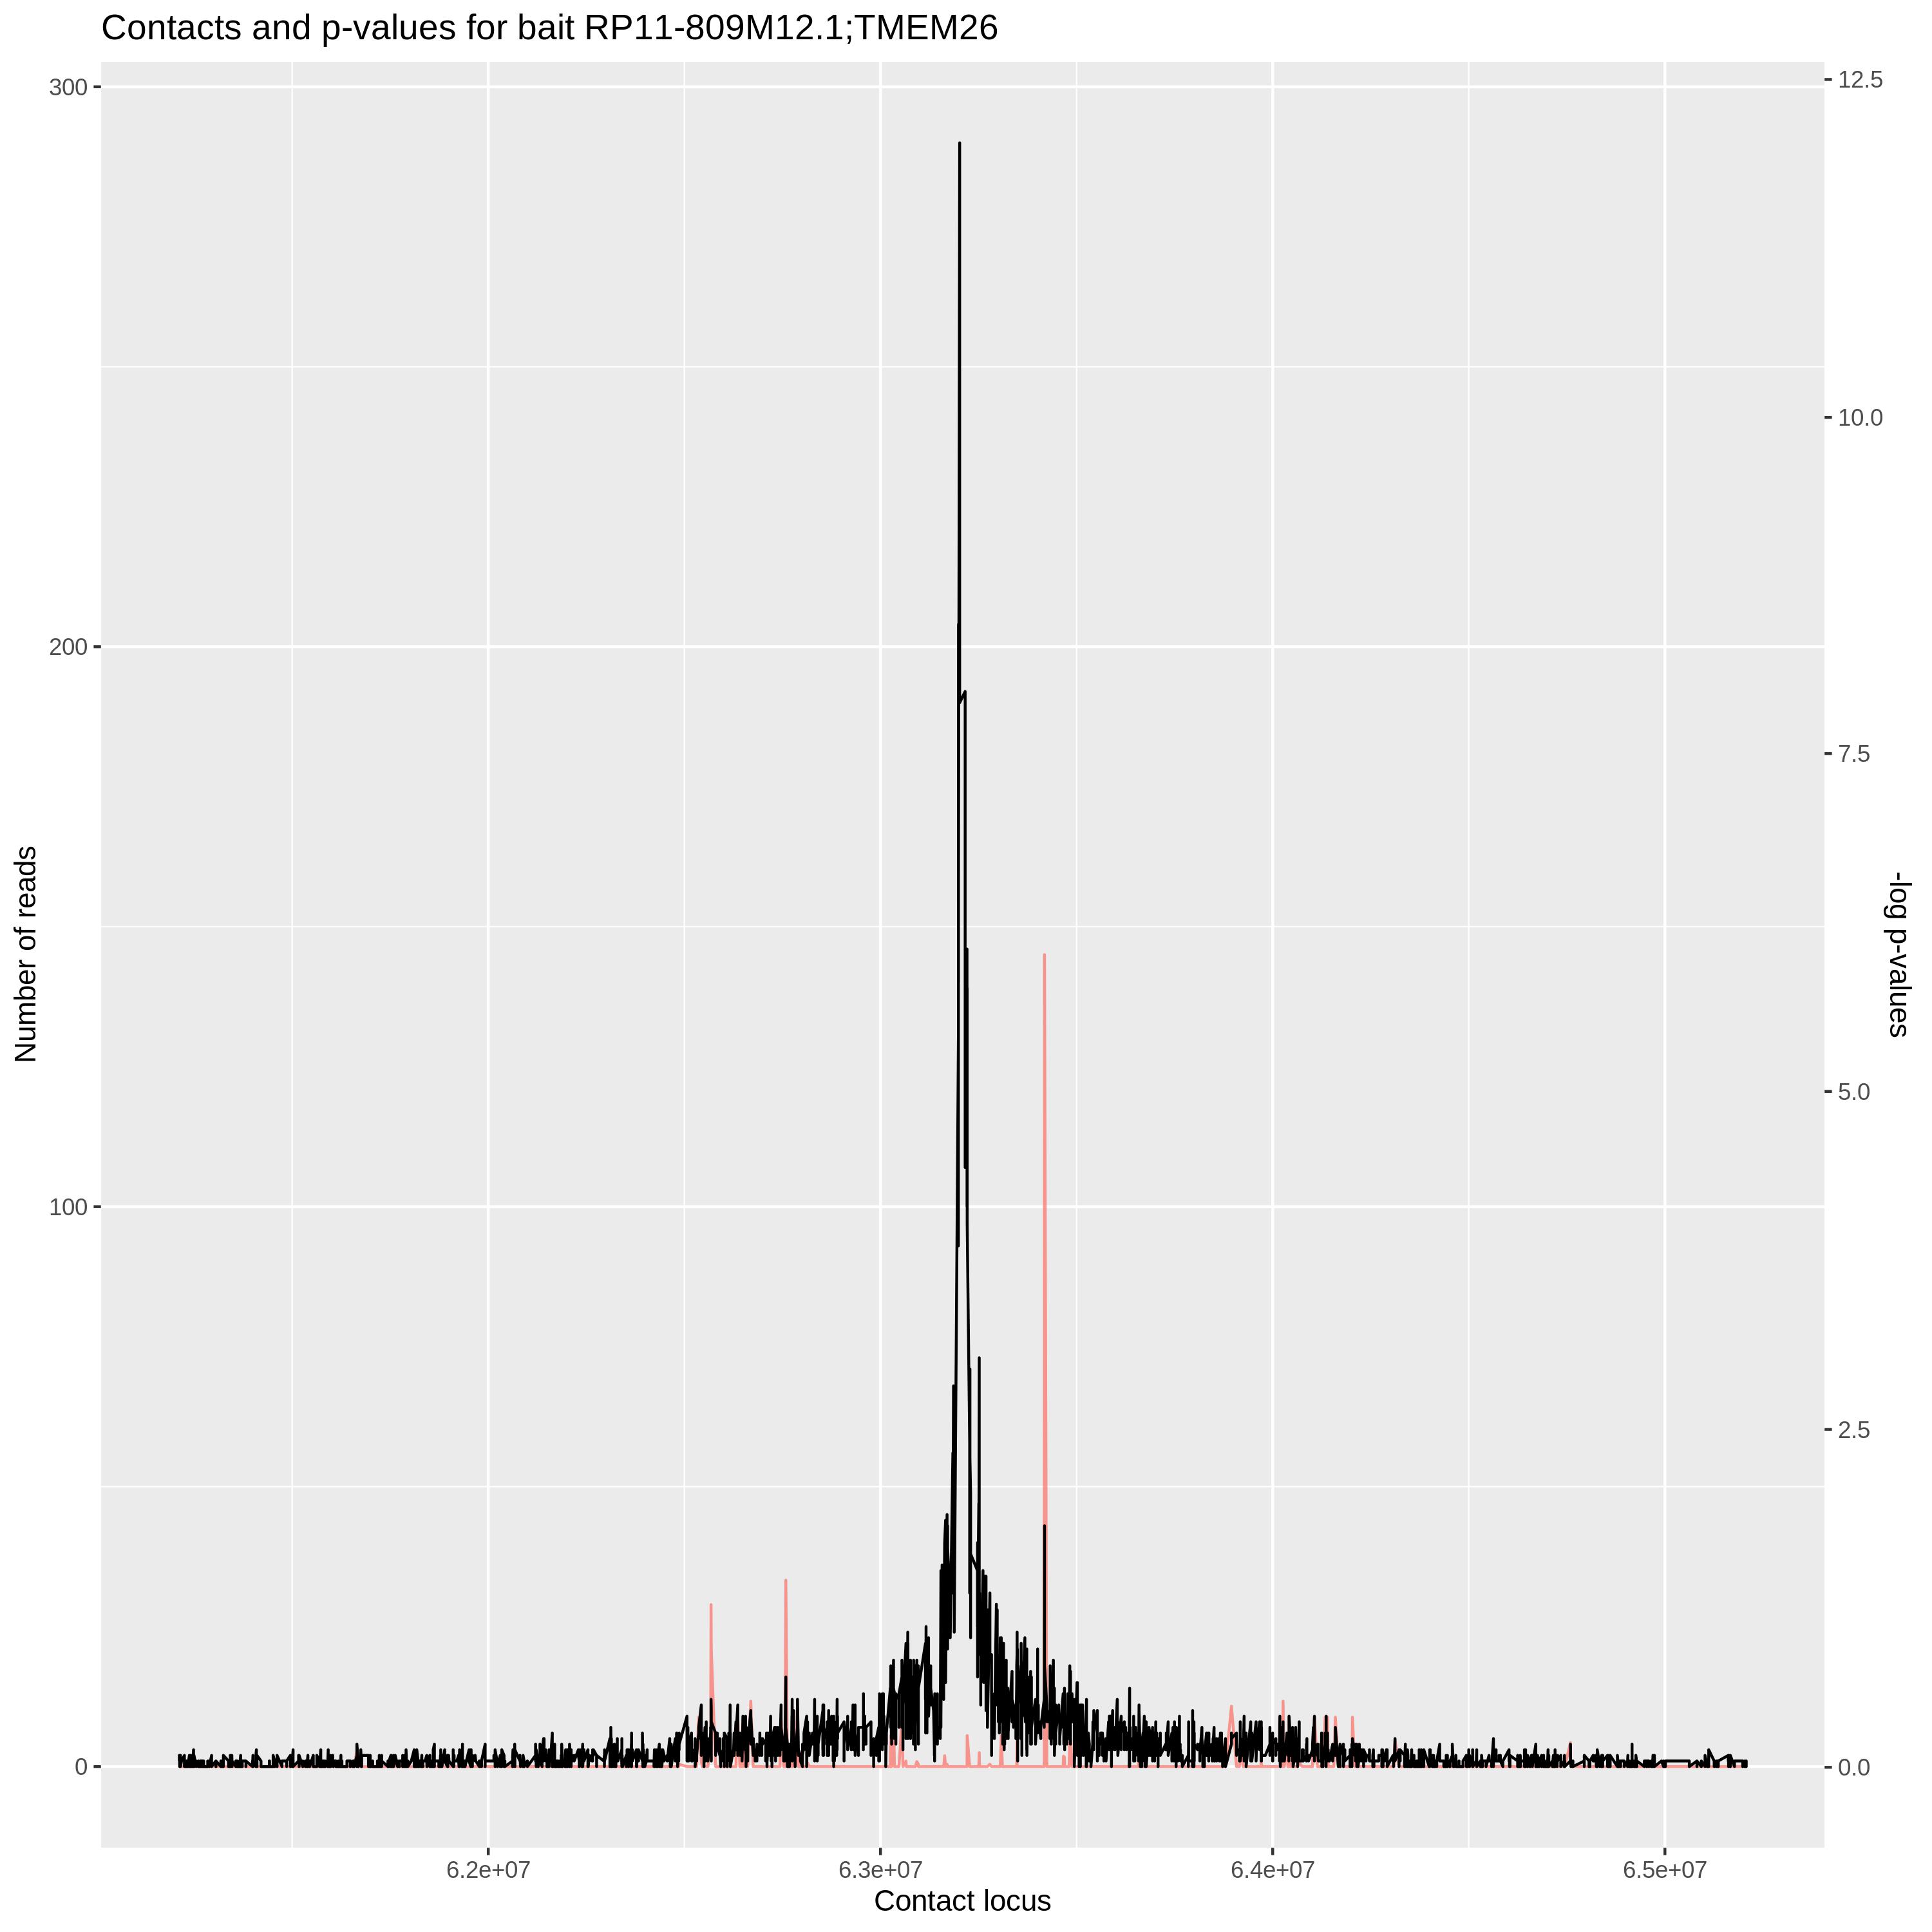 Contacts and p-values for bait RP11-809M12.1;TMEM26
300
200
100
0
Number of reads
12.5
10.0
7.5
5.0
2.5
0.0
-log p-values
6.2e+07 6.3e+07 6.4e+07 6.5e+07
Contact locus